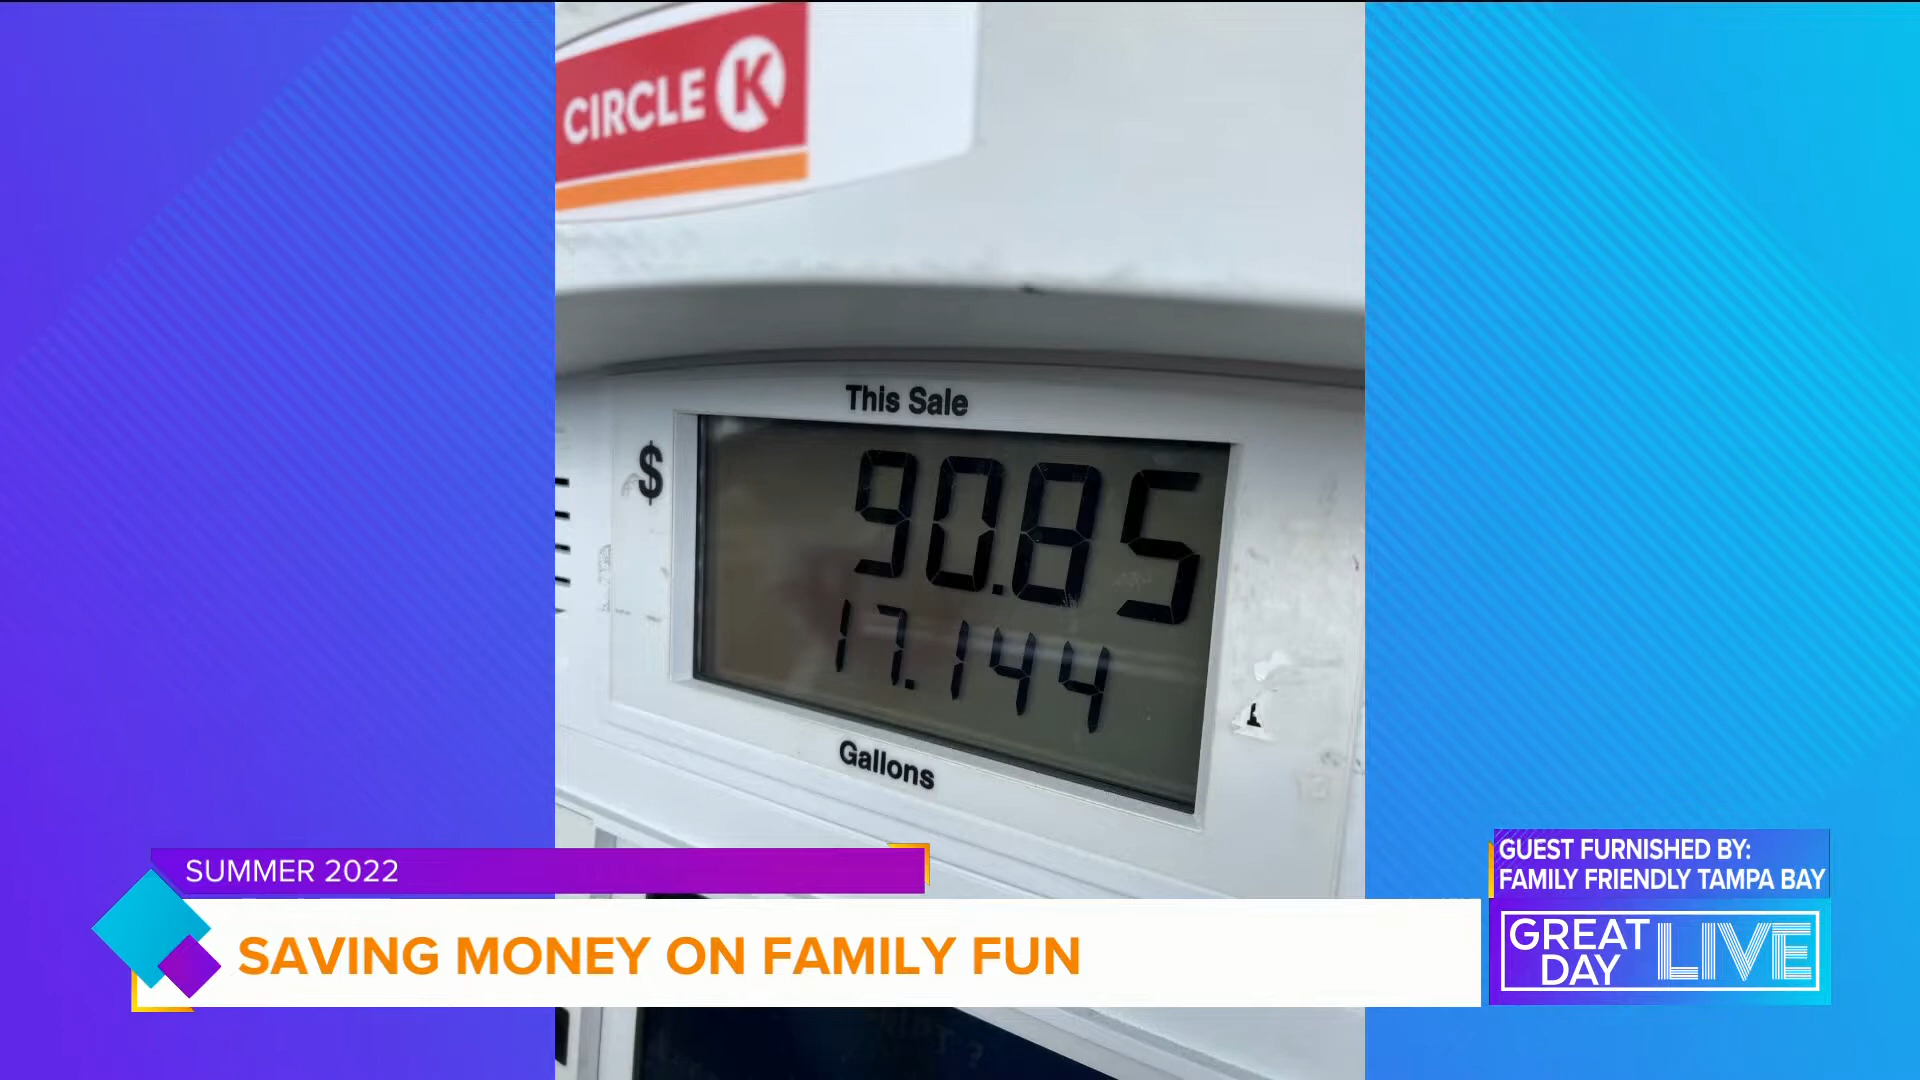 CIRCLE K
This Sale
$
90.85
17.144
Gallons
SUMMER 2022
SAVING MONEY ON FAMILY FUN
GUEST FURNISHED BY:
FAMILY FRIENDLY TAMPA BAY
GREAT DAY LIVE